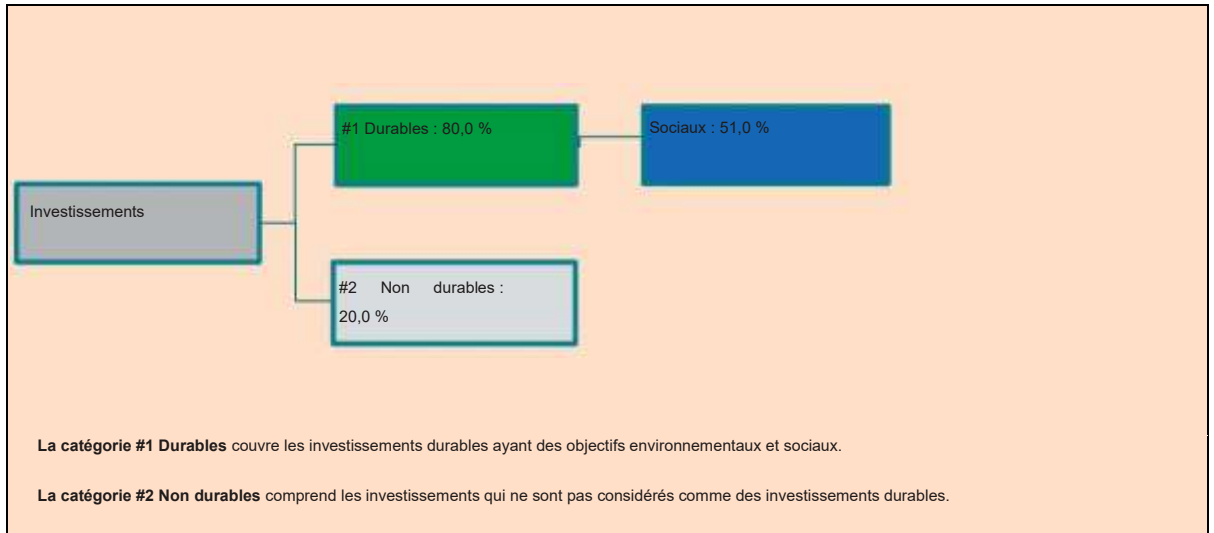 #1 Durables : 80,0 %
Sociaux : 51,0 %
Investissements
#2 Non durables :
20,0 %
La catégorie #1 Durables couvre les investissements durables ayant des objectifs environnementaux et sociaux.
La catégorie #2 Non durables comprend les investissements qui ne sont pas considérés comme des investissements durables.